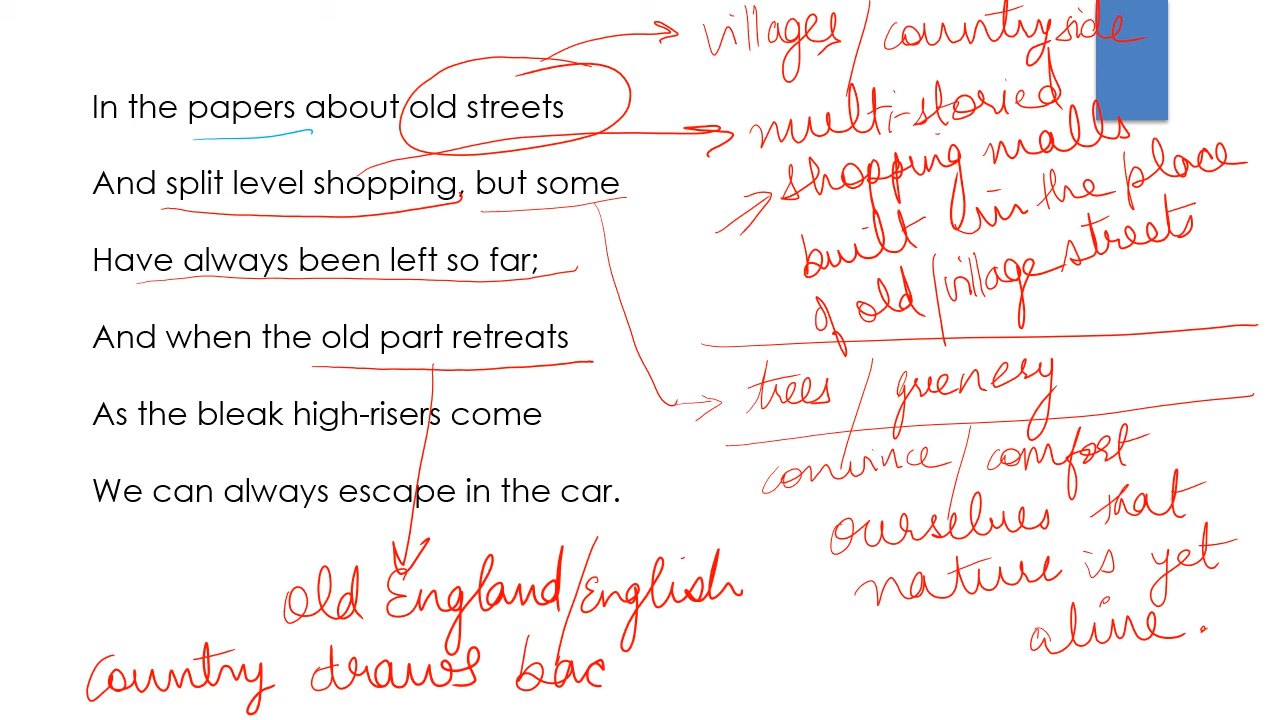 In the papers about old streets
And split level shopping, but some
Have always been left so far;
And when the old part retreats
As the bleak high-risers come
We can always escape in the car.
villages / countryside
multi-storied
shopping malls
built in the place
of old / village streets
trees / greenery
convince / comfort
ourselves that
nature is yet
alive.
old England / English
country draws bac